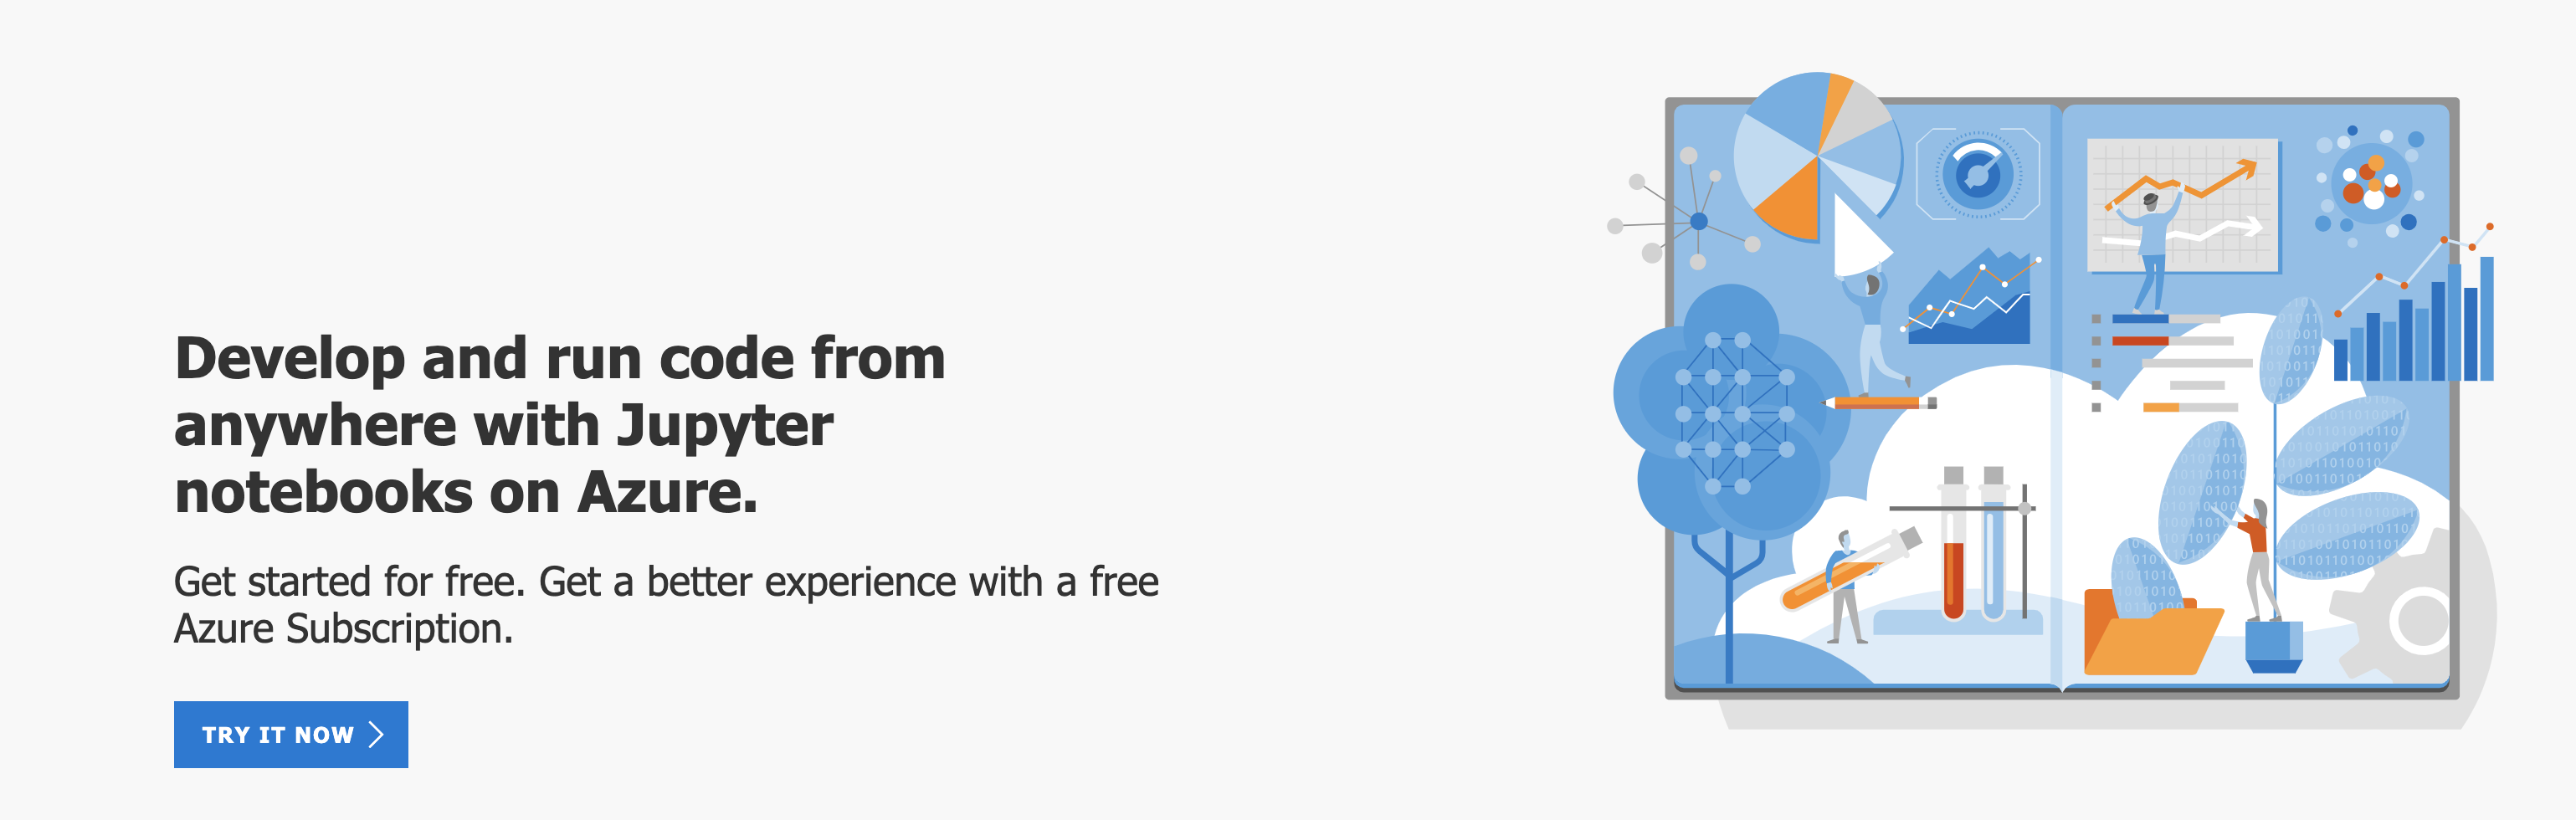 Develop and run code from
anywhere with Jupyter
notebooks on Azure.
Get started for free. Get a better experience with a free
Azure Subscription.
TRY IT NOW